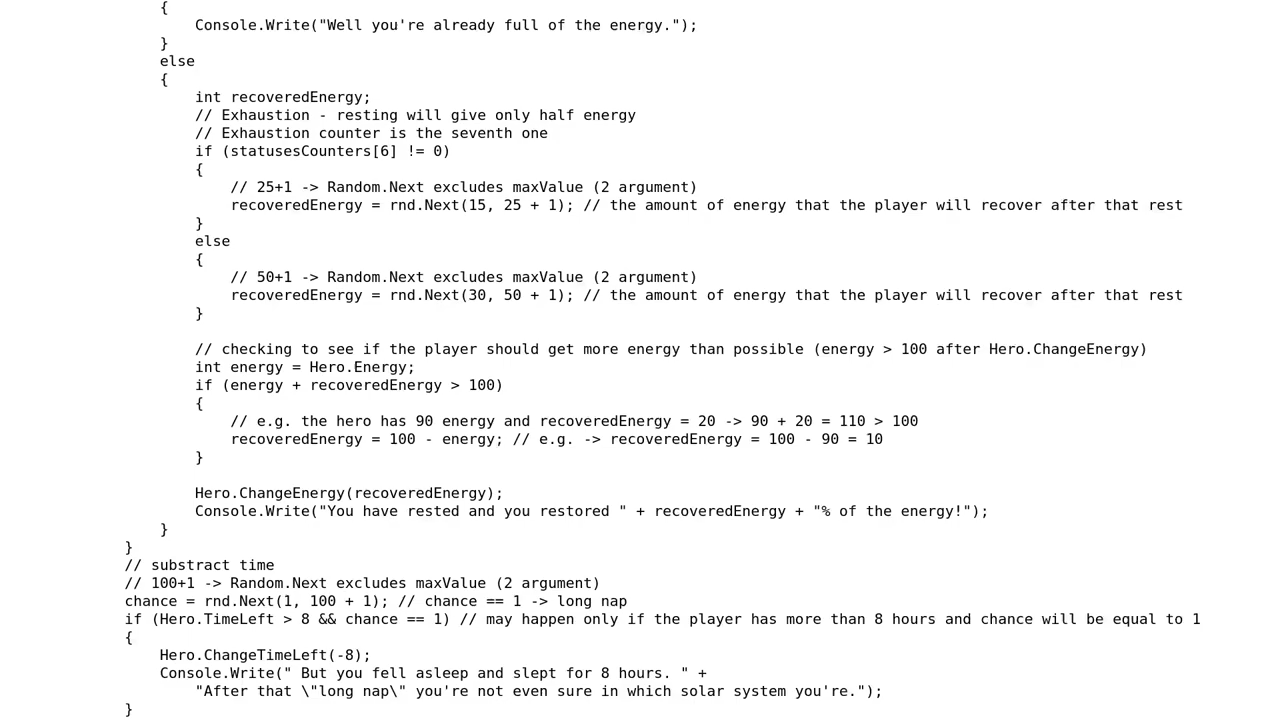 {
Console.Write("Well you're already full of the energy.");
}
else
{
int recoveredEnergy;
// Exhaustion - resting will give only half energy
// Exhaustion counter is the seventh one
if (statusesCounters[6] != 0)
{
// 25+1 -> Random.Next excludes maxValue (2 argument)
recoveredEnergy = rnd.Next(15, 25 + 1); // the amount of energy that the player will recover after that rest
}
else
{
// 50+1 -> Random.Next excludes maxValue (2 argument)
recoveredEnergy = rnd.Next(30, 50 + 1); // the amount of energy that the player will recover after that rest
}
// checking to see if the player should get more energy than possible (energy > 100 after Hero.ChangeEnergy)
int energy = Hero.Energy;
if (energy + recoveredEnergy > 100)
{
// e.g. the hero has 90 energy and recoveredEnergy = 20 -> 90 + 20 = 110 > 100
recoveredEnergy = 100 - energy; // e.g. -> recoveredEnergy = 100 - 90 = 10
}
Hero.ChangeEnergy(recoveredEnergy);
Console.Write("You have rested and you restored " + recoveredEnergy + "% of the energy!");
}
}
// substract time
// 100+1 -> Random.Next excludes maxValue (2 argument)
chance = rnd.Next(1, 100 + 1); // chance == 1 -> long nap
if (Hero.TimeLeft > 8 && chance == 1) // may happen only if the player has more than 8 hours and chance will be equal to 1
{
Hero.ChangeTimeLeft(-8);
Console.Write(" But you fell asleep and slept for 8 hours. " +
"After that \"long nap\" you're not even sure in which solar system you're.");
}